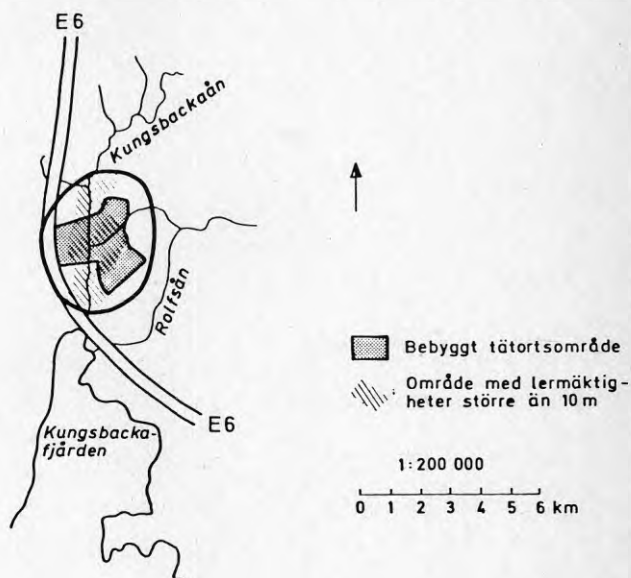 E6
Kungsbackaån
Rolfsån
E6
Kungsbacka-
fjården
Bebyggt tätortsområde
Område med lermäktig-
heter större än 10 m
1:200 000
0 1 2 3 4 5 6 km